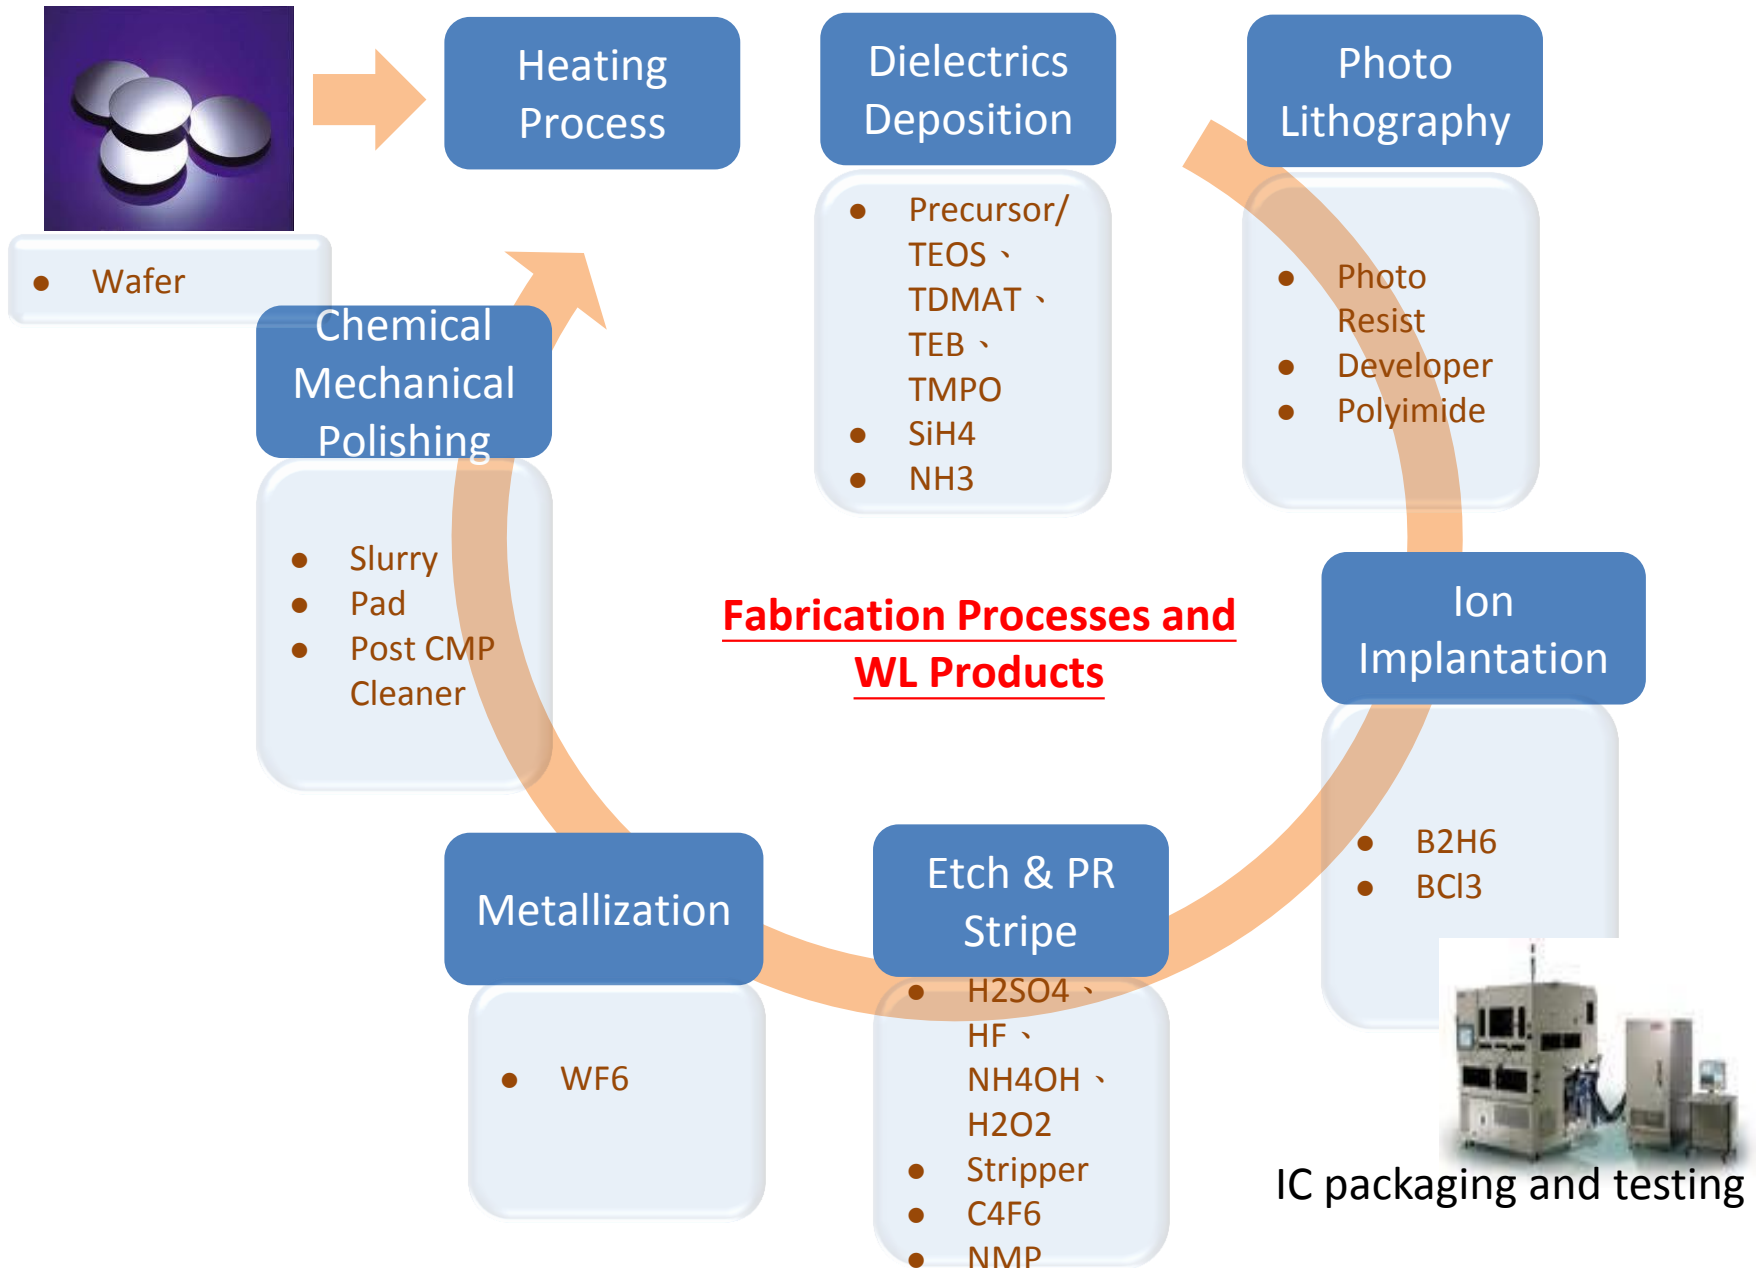 Heating
Process
Dielectrics
Deposition
Photo
Lithography
● Wafer
● Precursor/
TEOS、
TDMAT、
TEB、
TMPO
● SiH4
● NH3
● Photo
Resist
● Developer
● Polyimide
Chemical
Mechanical
Polishing
● Slurry
● Pad
● Post CMP
Cleaner
Fabrication Processes and
WL Products
Ion
Implantation
● B2H6
● BCl3
Metallization
● WF6
Etch & PR
Stripe
● H2SO4、
HF、
NH4OH、
H2O2
● Stripper
● C4F6
● NMP
IC packaging and testing